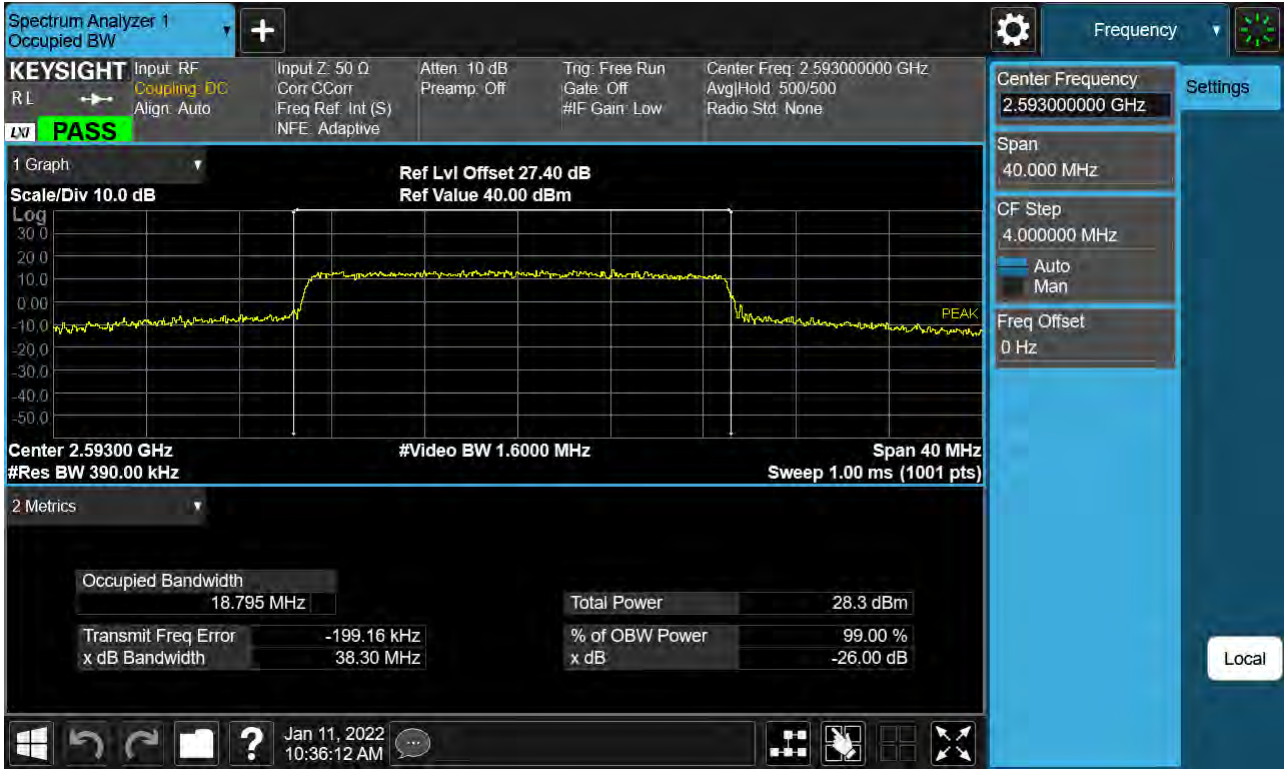 Spectrum Analyzer 1
Occupied BW
Frequency
KEYSIGHT
R L
LXI
PASS
Input: RF
Coupling: DC
Align: Auto
Input Z: 50 Ω
Corr CCorr
Freq Ref: Int (S)
NFE: Adaptive
Atten: 10 dB
Preamp: Off
Trig: Free Run
Gate: Off
#IF Gain: Low
Center Freq: 2.593000000 GHz
Avg|Hold: 500/500
Radio Std: None
1 Graph
Scale/Div 10.0 dB
Ref Lvl Offset 27.40 dB
Ref Value 40.00 dBm
Log
30.0
20.0
10.0
0.00
-10.0
-20.0
-30.0
-40.0
-50.0
PEAK
Center 2.59300 GHz
#Video BW 1.6000 MHz
Span 40 MHz
#Res BW 390.00 kHz
Sweep 1.00 ms (1001 pts)
2 Metrics
Occupied Bandwidth
18.795 MHz
Total Power 28.3 dBm
Transmit Freq Error -199.16 kHz
% of OBW Power 99.00 %
x dB Bandwidth 38.30 MHz
x dB -26.00 dB
Center Frequency
2.593000000 GHz
Settings
Span
40.000 MHz
CF Step
4.000000 MHz
Auto
Man
Freq Offset
0 Hz
Local
?
Jan 11, 2022
10:36:12 AM